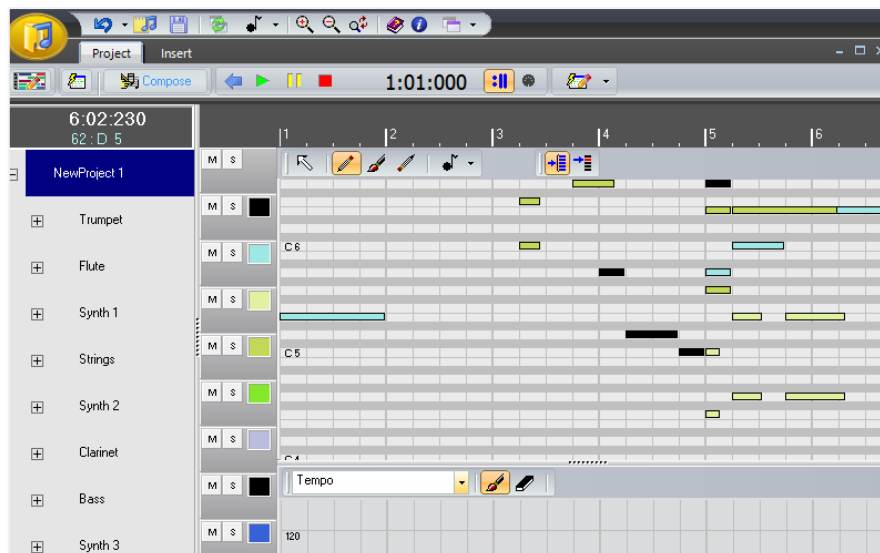 Project Insert
Compose 1:01:000
6:02:230
62:D 5
1 2 3 4 5 6
NewProject 1 M S
Trumpet M S
Flute M S C 6
Synth 1 M S
Strings M S C 5
Synth 2 M S
Clarinet M S C 4
Bass M S Tempo
Synth 3 M S 120